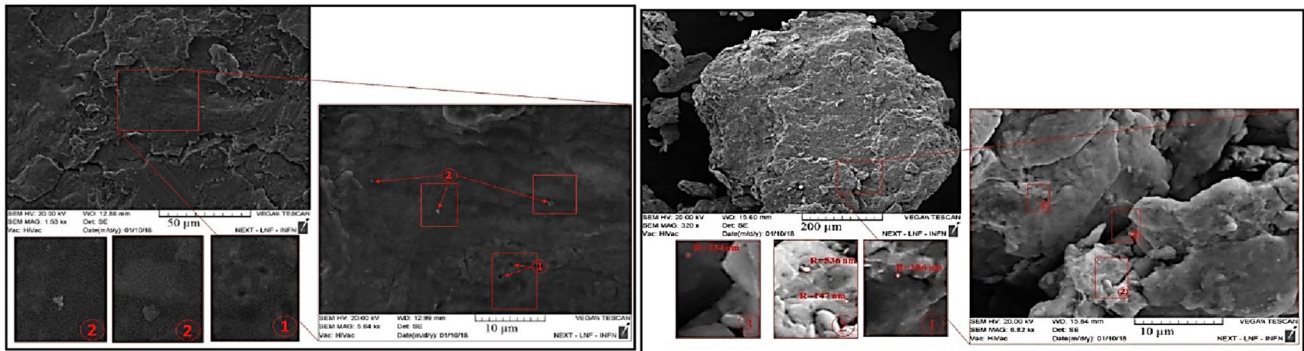 SEM HV: 20.00 kV WD: 12.88 mm VEGA\\ TESCAN
SEM MAG: 1.53 kx Det: SE 50 µm
Vac: HiVac Date(m/d/y): 01/10/18 NEXT - LNF - INFN
②
①
SEM HV: 20.00 kV WD: 12.99 mm VEGA\\ TESCAN
SEM MAG: 5.64 kx Det: SE 10 µm
Vac: HiVac Date(m/d/y): 01/10/18 NEXT - LNF - INFN
② ② ①
SEM HV: 20.00 kV WD: 15.60 mm VEGA\\ TESCAN
SEM MAG: 320 x Det: SE 200 µm
Vac: HiVac Date(m/d/y): 01/10/18 NEXT - LNF - INFN
R=536 nm
②
SEM HV: 20.00 kV WD: 15.64 mm VEGA\\ TESCAN
SEM MAG: 6.82 kx Det: SE 10 µm
Vac: HiVac Date(m/d/y): 01/10/18 NEXT - LNF - INFN